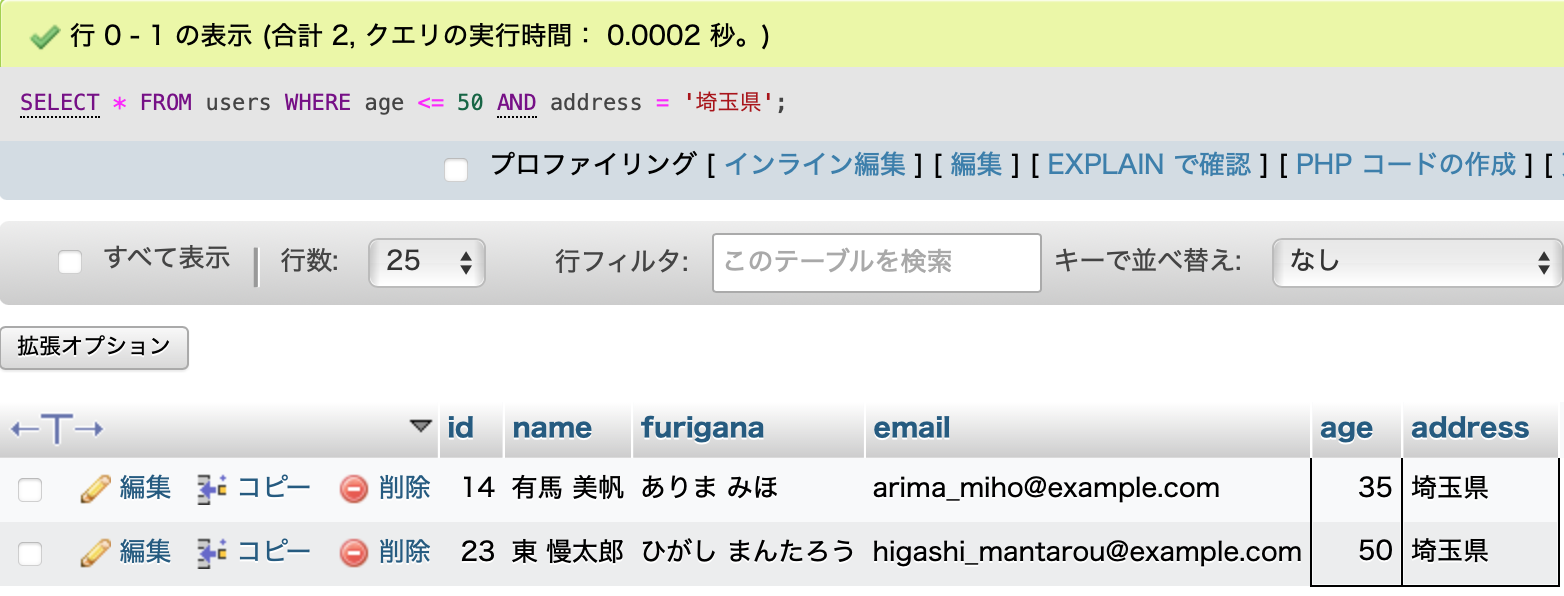 行 0 - 1 の表示 (合計 2, クエリの実行時間： 0.0002 秒。)
SELECT * FROM users WHERE age <= 50 AND address = '埼玉県';
プロファイリング [ インライン編集 ] [ 編集 ] [ EXPLAIN で確認 ] [ PHP コードの作成 ] [
すべて表示 行数: 25 行フィルタ: このテーブルを検索 キーで並べ替え: なし
拡張オプション
←T→ id name furigana email age address
編集 コピー 削除 14 有馬 美帆 ありま みほ arima_miho@example.com 35 埼玉県
編集 コピー 削除 23 東 慢太郎 ひがし まんたろう higashi_mantarou@example.com 50 埼玉県